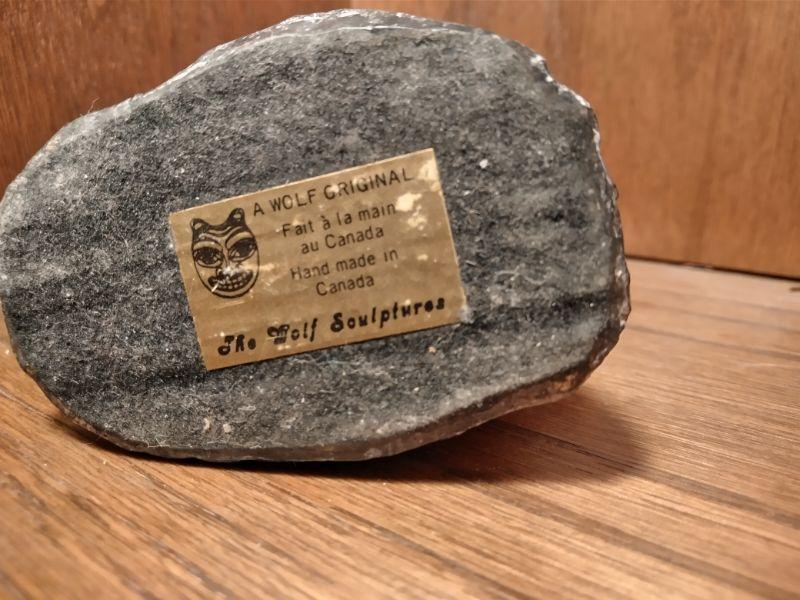 A WOLF ORIGINAL
Fait à la main
au Canada
Hand made in
Canada
The Wolf Sculptures